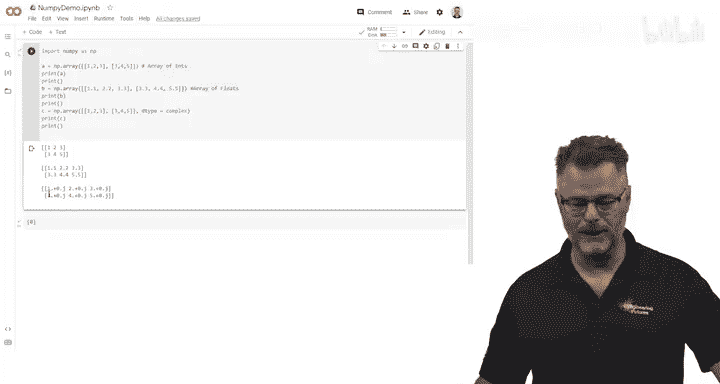 NumpyDemo.ipynb
File Edit View Insert Runtime Tools Help All changes saved
Comment Share
+ Code + Text
RAM
Disk
Editing
import numpy as np
a = np.array([[1,2,3], [3,4,5]]) # Array of Ints
print(a)
print()
b = np.array([[1.1, 2.2, 3.3], [3.3, 4.4, 5.5]]) #Array of Floats
print(b)
print()
c = np.array([[1,2,3], [3,4,5]], dtype = complex)
print(c)
print()
[[1 2 3]
[3 4 5]]
[[1.1 2.2 3.3]
[3.3 4.4 5.5]]
[[1.+0.j 2.+0.j 3.+0.j]
[3.+0.j 4.+0.j 5.+0.j]]
[0]
Engineering
Futures
bilibili